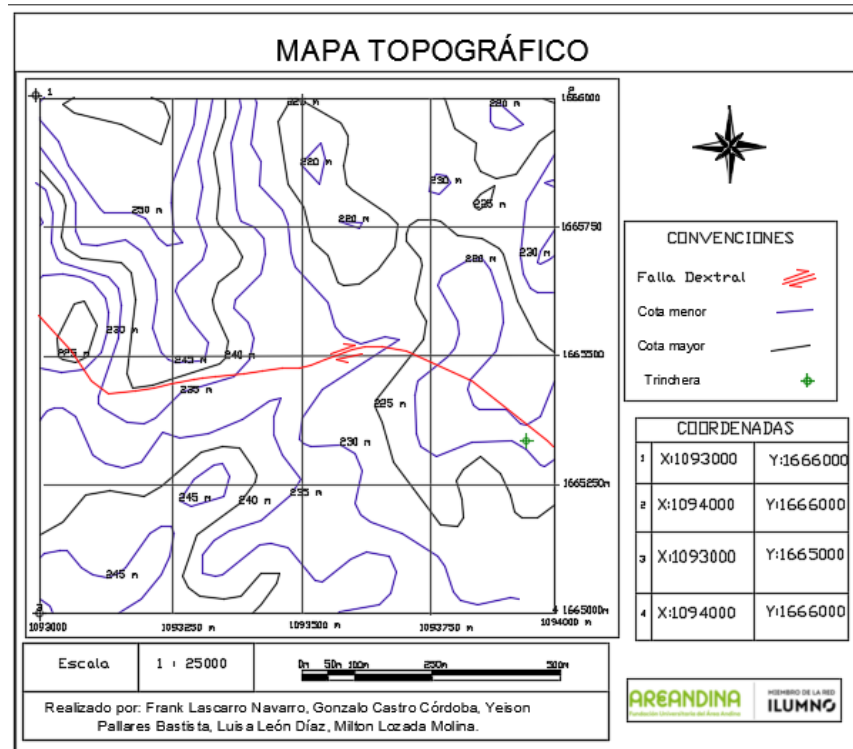 MAPA TOPOGRÁFICO
1
2
225 m
220 m
1666000
220 m
230 m
225 m
250 m
220 m
1665750
220 m
230 m
230 m
225 m
245 m
240 m
1665500
235 m
225 m
230 m
245 m
240 m
235 m
1665250m
245 m
3
4
1665000m
1093000
1093250 m
1093500 m
1093750 m
1094000 m
CONVENCIONES
Falla Dextral
Cota menor
Cota mayor
Trinchera
COORDENADAS
1 X:1093000 Y:1666000
2 X:1094000 Y:1666000
3 X:1093000 Y:1665000
4 X:1094000 Y:1666000
Escala 1 : 25000
0m 50m 100m 250m 500m
Realizado por: Frank Lascarro Navarro, Gonzalo Castro Córdoba, Yeison
Pallares Bastista, Luisa León Díaz, Milton Lozada Molina.
AREANDINA
Fundación Universitaria del Área Andina
MIEMBRO DE LA RED
ILUMNO